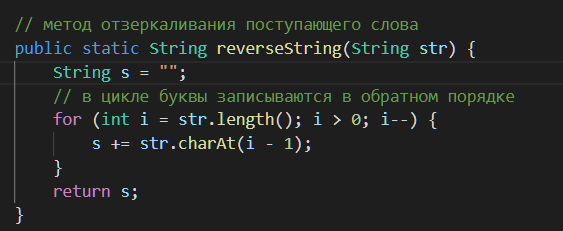 // метод отзеркаливания поступающего слова
public static String reverseString(String str) {
    String s = "";
    // в цикле буквы записываются в обратном порядке
    for (int i = str.length(); i > 0; i--) {
        s += str.charAt(i - 1);
    }
    return s;
}